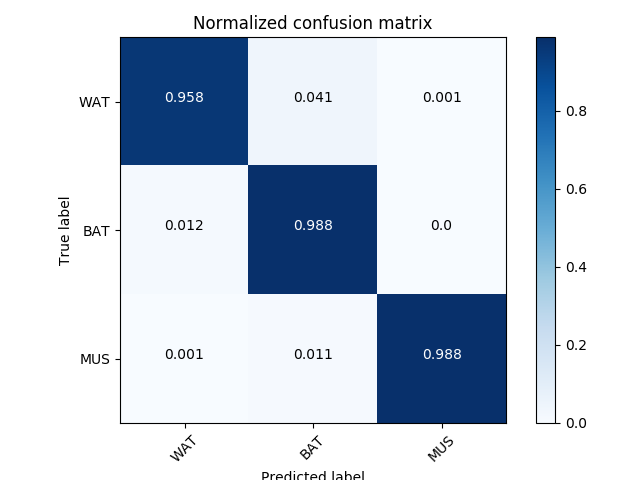 Normalized confusion matrix
True label
WAT 0.958 0.041 0.001
BAT 0.012 0.988 0.0
MUS 0.001 0.011 0.988
WAT BAT MUS
Predicted label
0.8
0.6
0.4
0.2
0.0